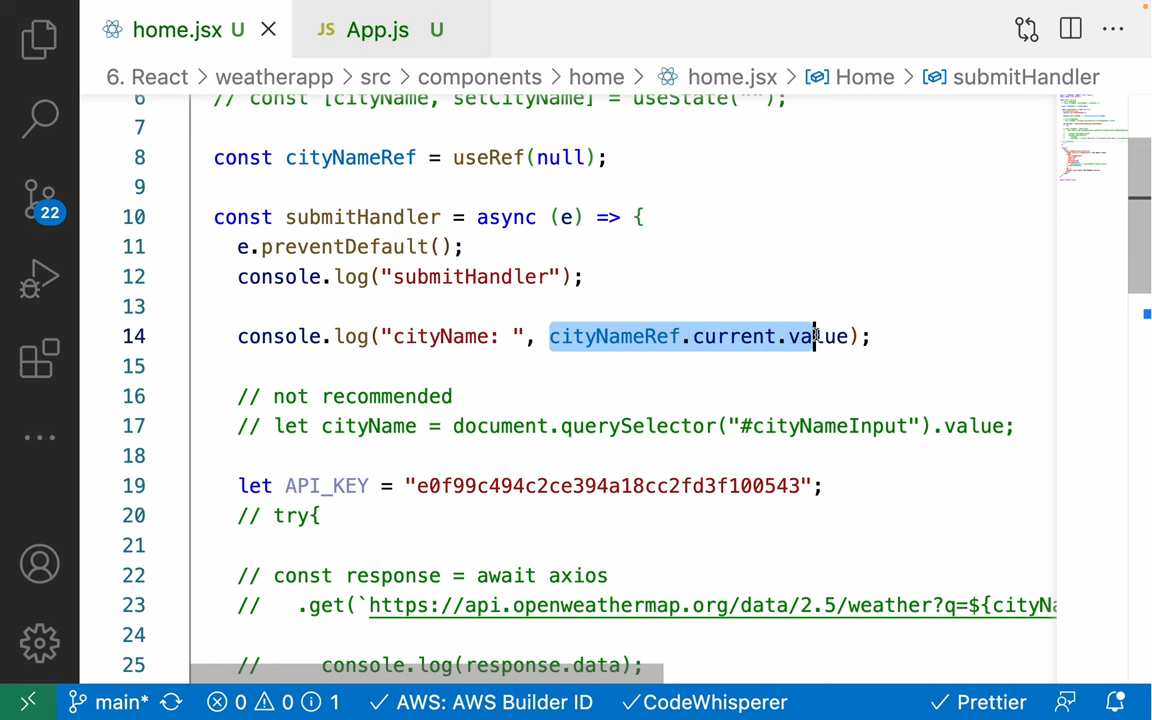 home.jsx U
JS App.js U
6. React > weatherapp > src > components > home > home.jsx > Home > submitHandler
6 // const [cityName, setCityName] = useState("");
7
8 const cityNameRef = useRef(null);
9
10 const submitHandler = async (e) => {
11 e.preventDefault();
12 console.log("submitHandler");
13
14 console.log("cityName: ", cityNameRef.current.value);
15
16 // not recommended
17 // let cityName = document.querySelector("#cityNameInput").value;
18
19 let API_KEY = "e0f99c494c2ce394a18cc2fd3f100543";
20 // try{
21
22 // const response = await axios
23 // .get(`https://api.openweathermap.org/data/2.5/weather?q=${cityNa
24
25 // console.log(response.data);
22
main* 0 0 1 AWS: AWS Builder ID CodeWhisperer Prettier